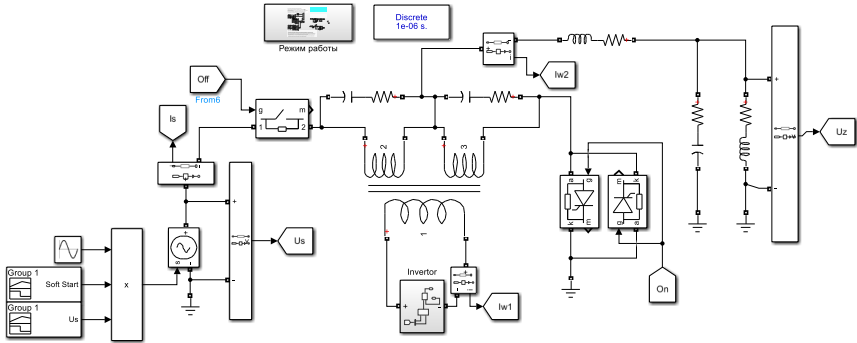 Режим работы
Discrete
1e-06 s.
Off
From6
g
m
1
2
Is
+
i
Iw2
2
3
1
a
g
k
m
m
k
g
a
+
v
-
Uz
On
+
v
-
Us
s
+
-
Group 1
Soft Start
Group 1
Us
x
Invertor
+
-
Iw1